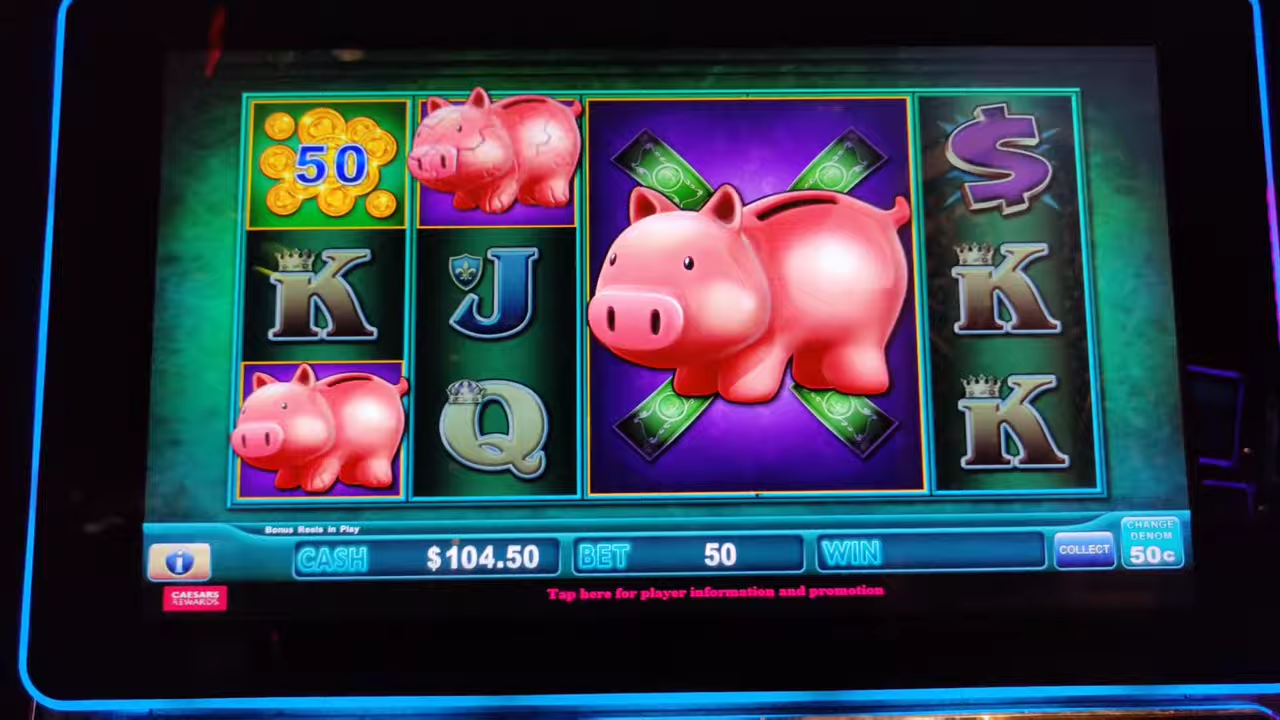 50
$
K
J
K
Q
K
Bonus Reels in Play
CASH $104.50 BET 50 WIN COLLECT
CHANGE
DENOM
50c
CAESARS
REWARDS
Tap here for player information and promotion